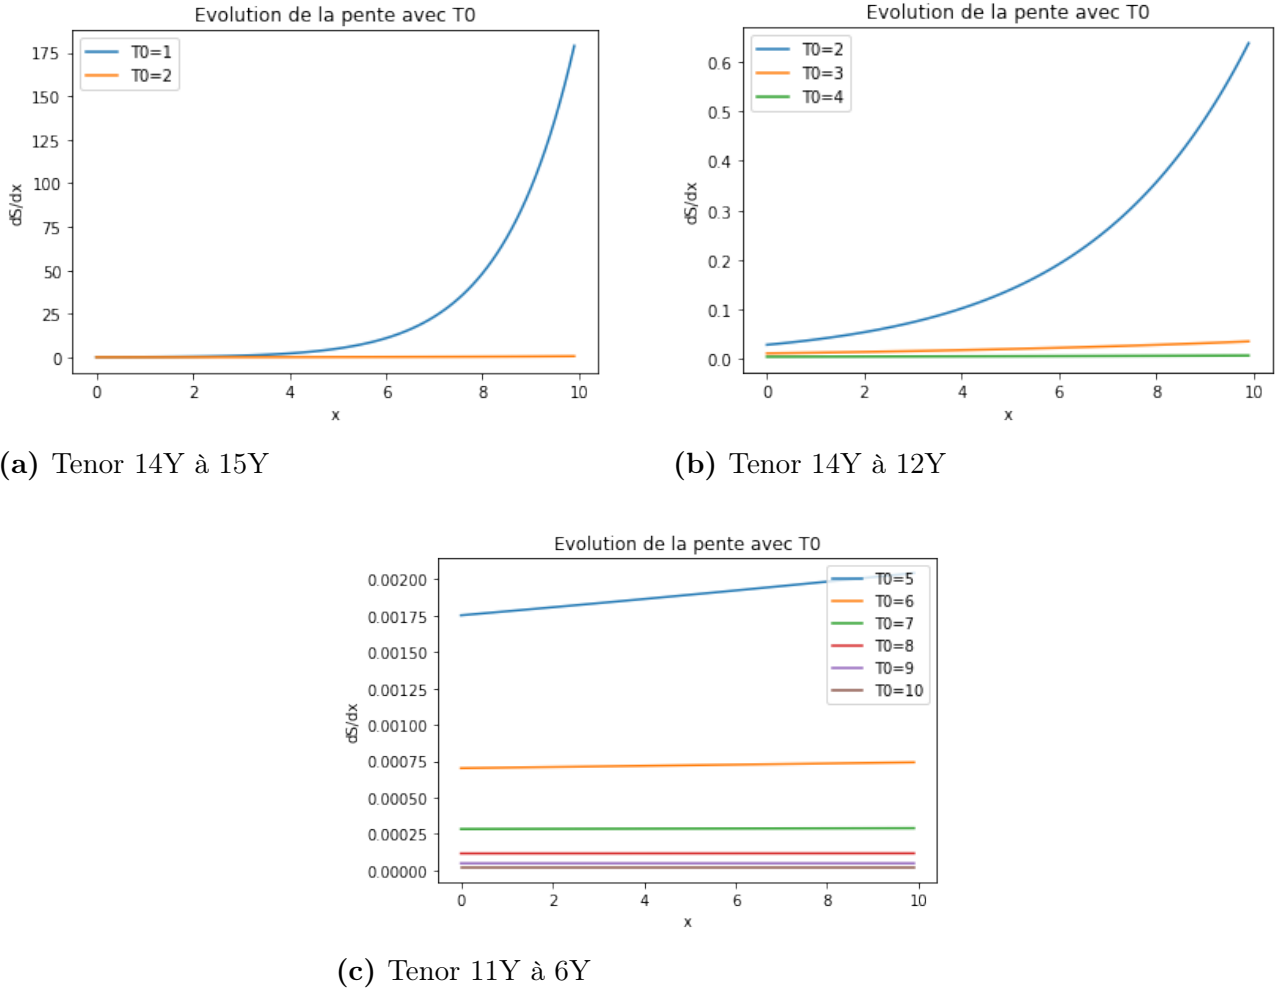 Evolution de la pente avec T0
175
150
125
100
75
50
25
0
dS/dx
T0=1
T0=2
0 2 4 6 8 10
x
(a) Tenor 14Y à 15Y
Evolution de la pente avec T0
0.6
0.5
0.4
0.3
0.2
0.1
0.0
dS/dx
T0=2
T0=3
T0=4
0 2 4 6 8 10
x
(b) Tenor 14Y à 12Y
Evolution de la pente avec T0
0.00200
0.00175
0.00150
0.00125
0.00100
0.00075
0.00050
0.00025
0.00000
dS/dx
T0=5
T0=6
T0=7
T0=8
T0=9
T0=10
0 2 4 6 8 10
x
(c) Tenor 11Y à 6Y